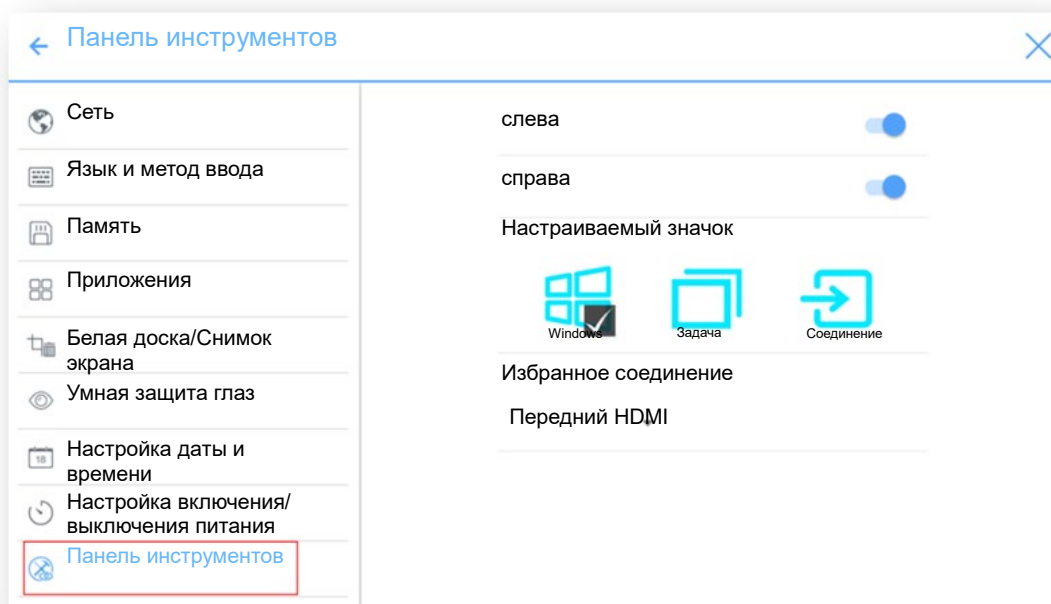 Панель инструментов
Сеть
Язык и метод ввода
Память
Приложения
Белая доска/Снимок
экрана
Умная защита глаз
18
Настройка даты и
времени
Настройка включения/
выключения питания
Панель инструментов
слева
справа
Настраиваемый значок
Windows
Задача
Соединение
Избранное соединение
Передний HDMI